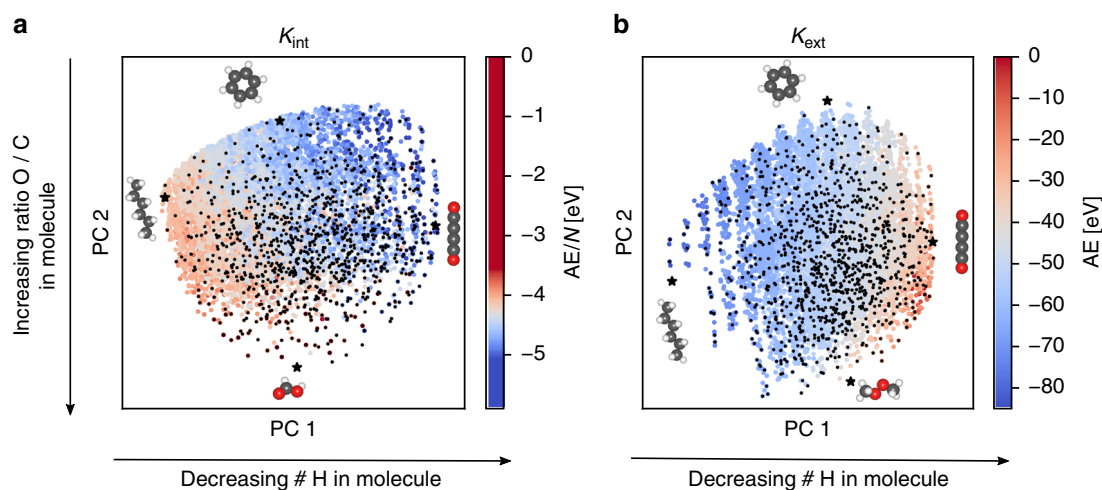 a
K_int
Increasing ratio O / C
in molecule
PC 2
PC 1
Decreasing # H in molecule
0
−1
−2
−3
−4
−5
AE/N [eV]
b
K_ext
PC 2
PC 1
Decreasing # H in molecule
0
−10
−20
−30
−40
−50
−60
−70
−80
AE [eV]